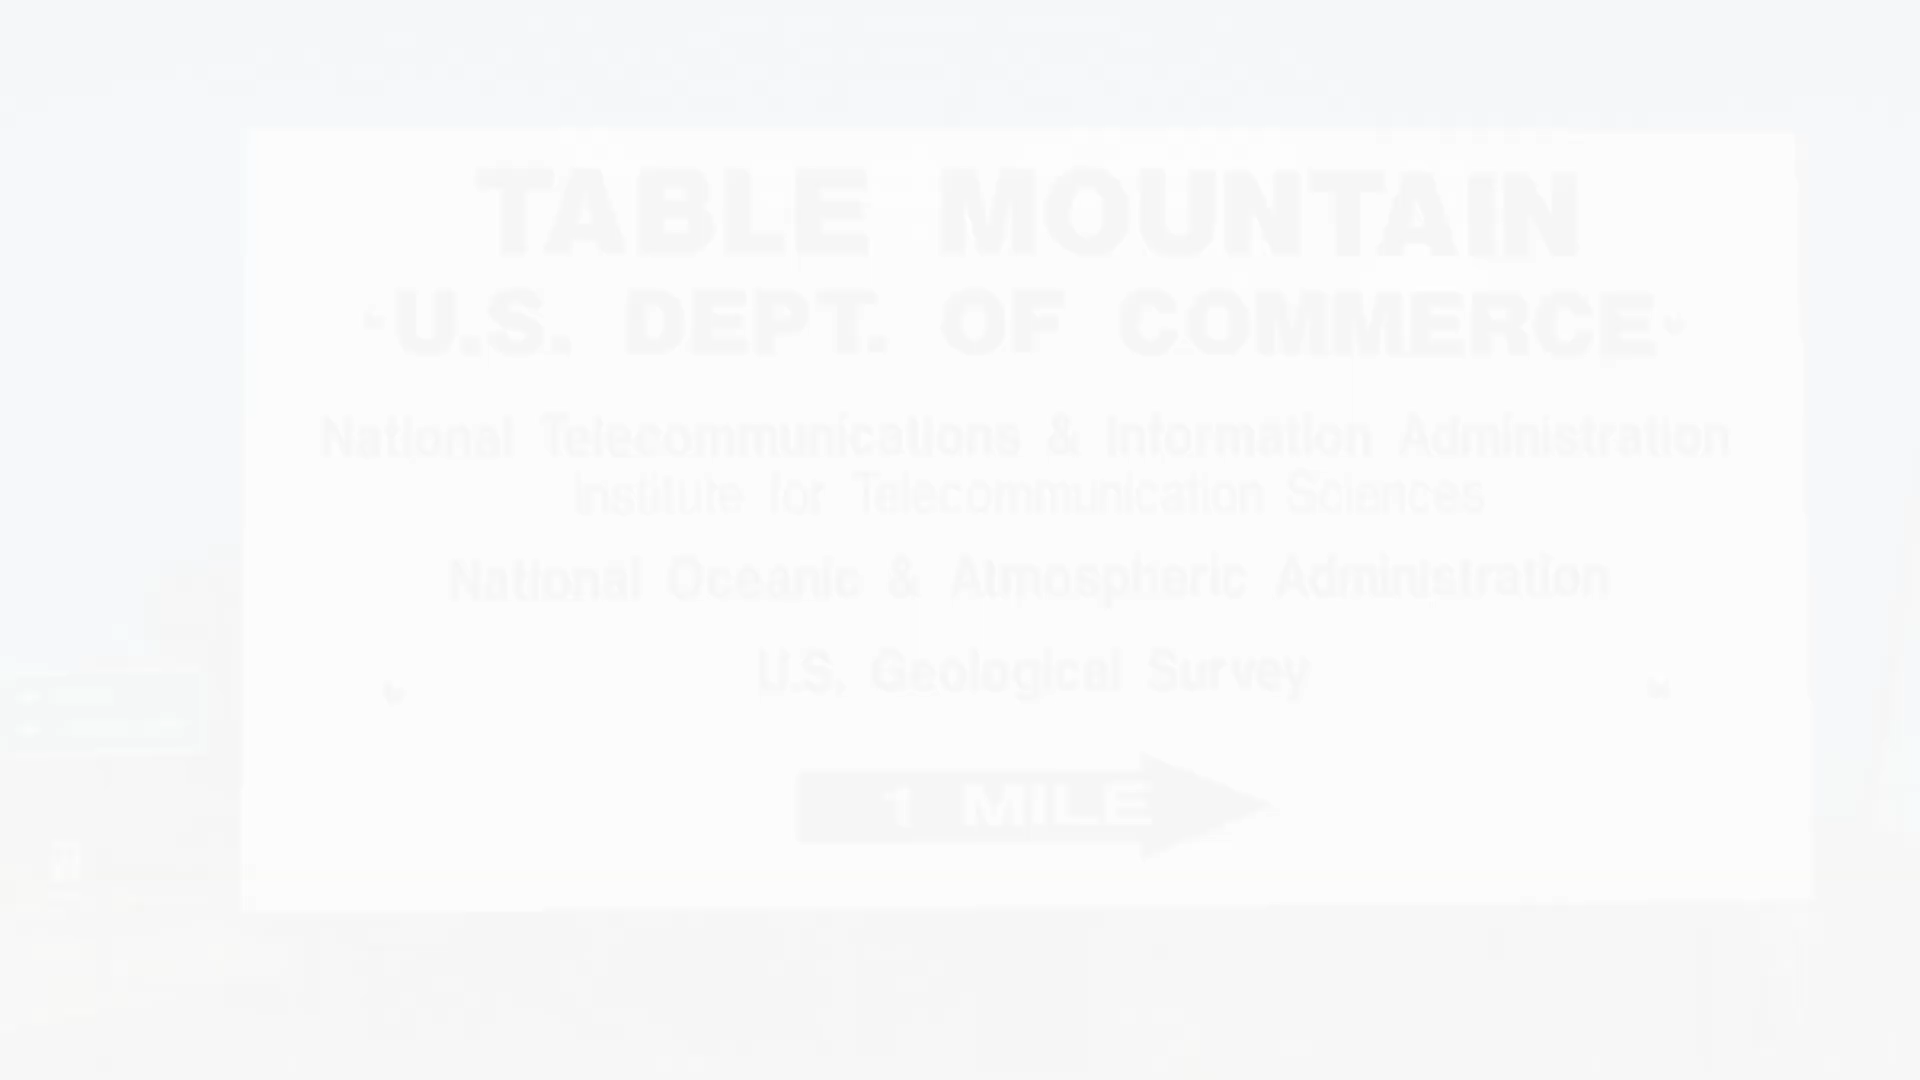 TABLE MOUNTAIN
U.S. DEPT. OF COMMERCE
National Telecommunications & Information Administration
Institute for Telecommunication Sciences
National Oceanic & Atmospheric Administration
U.S. Geological Survey
1 MILE